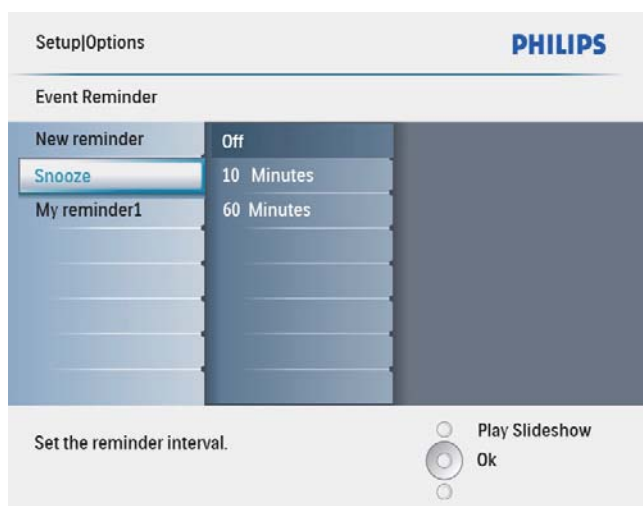 Setup|Options
PHILIPS
Event Reminder
New reminder
Off
Snooze
10 Minutes
My reminder1
60 Minutes
Set the reminder interval.
Play Slideshow
Ok